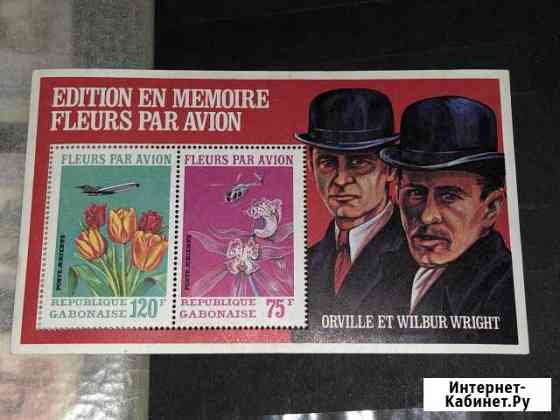 EDITION EN MEMOIRE
FLEURS PAR AVION
FLEURS PAR AVION
POSTE AERIENNE
REPUBLIQUE
GABONAISE 120F
FLEURS PAR AVION
POSTE AERIENNE
REPUBLIQUE
GABONAISE 75F
ORVILLE ET WILBUR WRIGHT
Интернет-
Кабинет.Ру